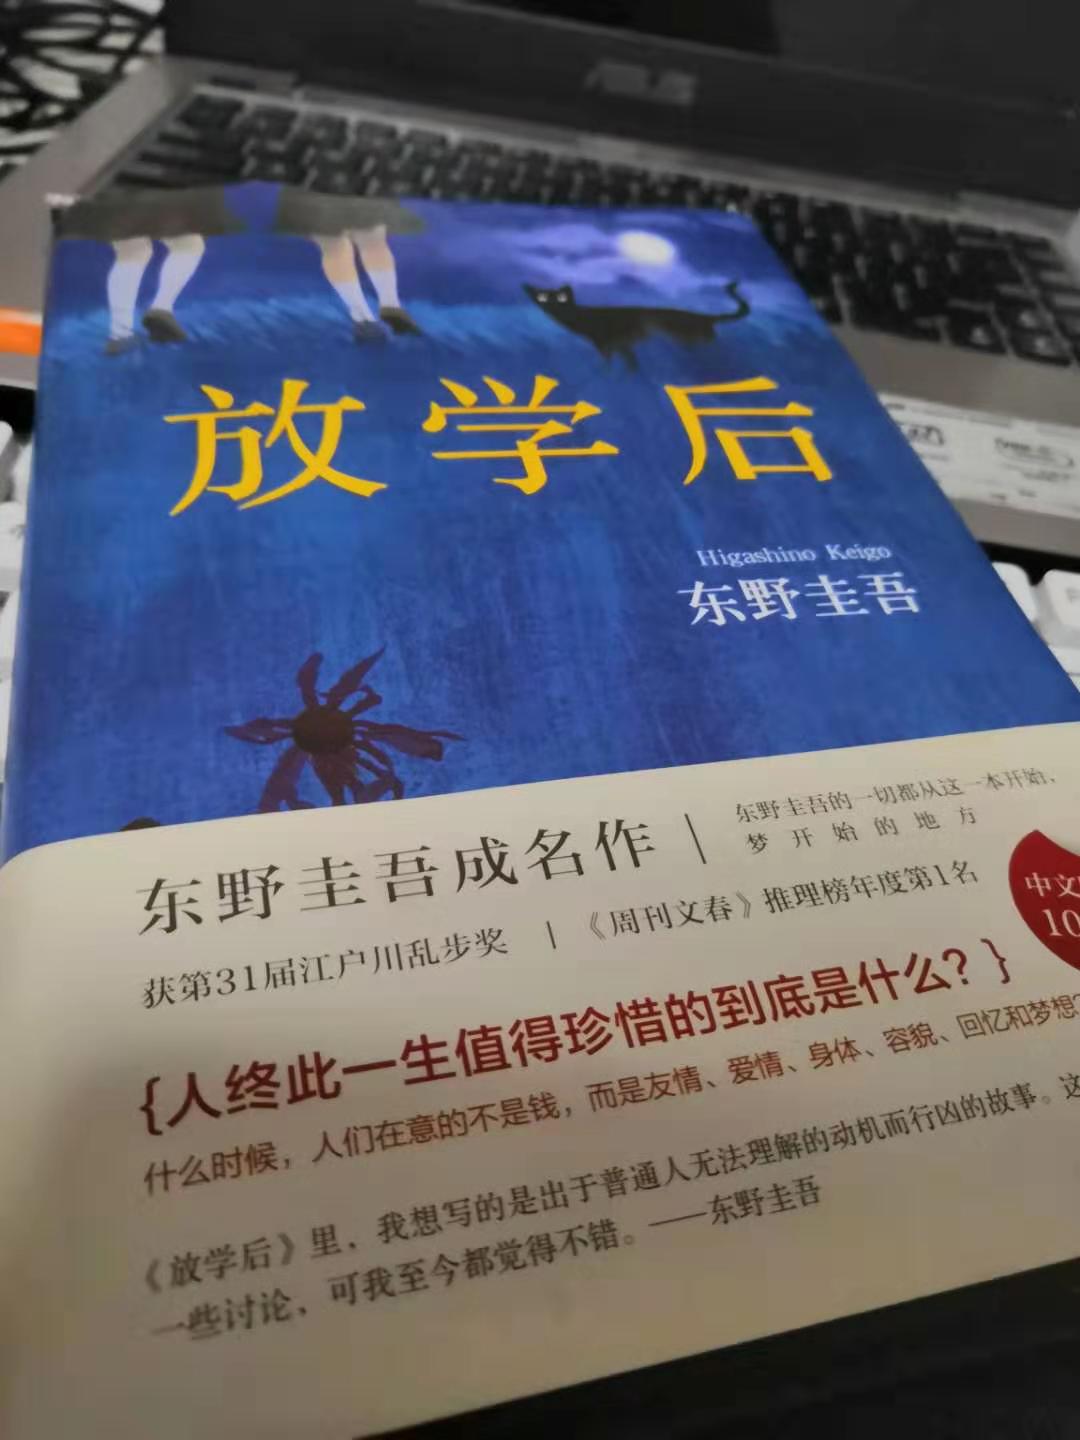 放学后
Higashino Keigo
东野圭吾
东野圭吾成名作
东野圭吾的一切都从这一本开始，
梦开始的地方
获第31届江户川乱步奖 | 《周刊文春》推理榜年度第1名
中文
10
{人终此一生值得珍惜的到底是什么？}
什么时候，人们在意的不是钱，而是友情、爱情、身体、容貌、回忆和梦想？
《放学后》里，我想写的是出于普通人无法理解的动机而行凶的故事。这
一些讨论，可我至今都觉得不错。——东野圭吾